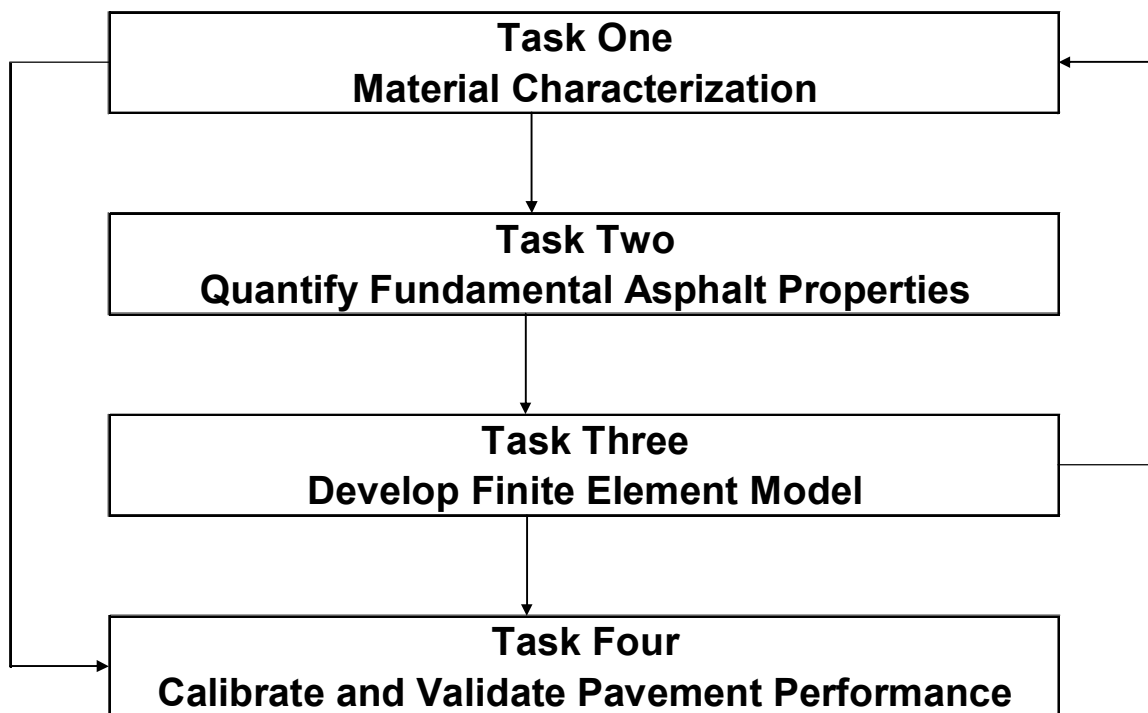 Task One
Material Characterization
Task Two
Quantify Fundamental Asphalt Properties
Task Three
Develop Finite Element Model
Task Four
Calibrate and Validate Pavement Performance